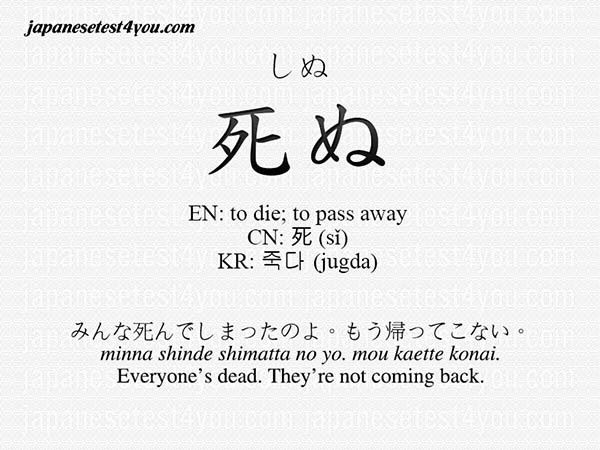 japanesetest4you.com
しぬ
死ぬ
EN: to die; to pass away
CN: 死 (sǐ)
KR: 죽다 (jugda)
みんな死んでしまったのよ。もう帰ってこない。
minna shinde shimatta no yo. mou kaette konai.
Everyone's dead. They're not coming back.